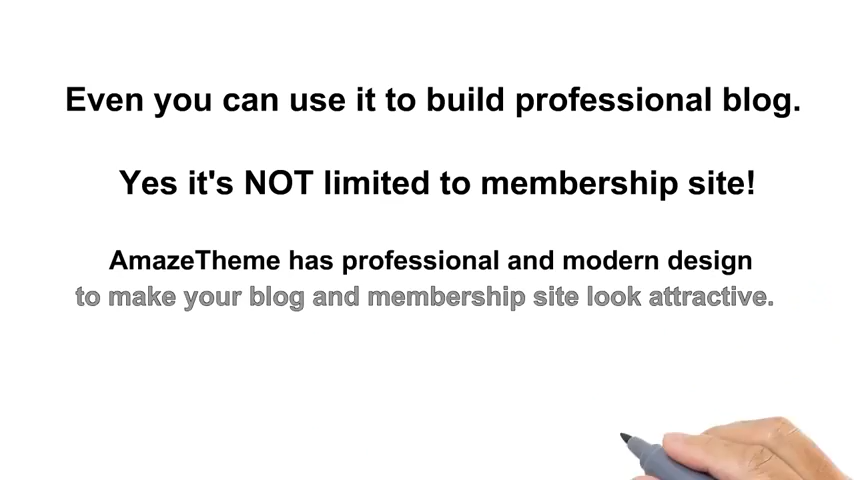 Even you can use it to build professional blog.
Yes it's NOT limited to membership site!
AmazeTheme has professional and modern design
to make your blog and membership site look attractive.